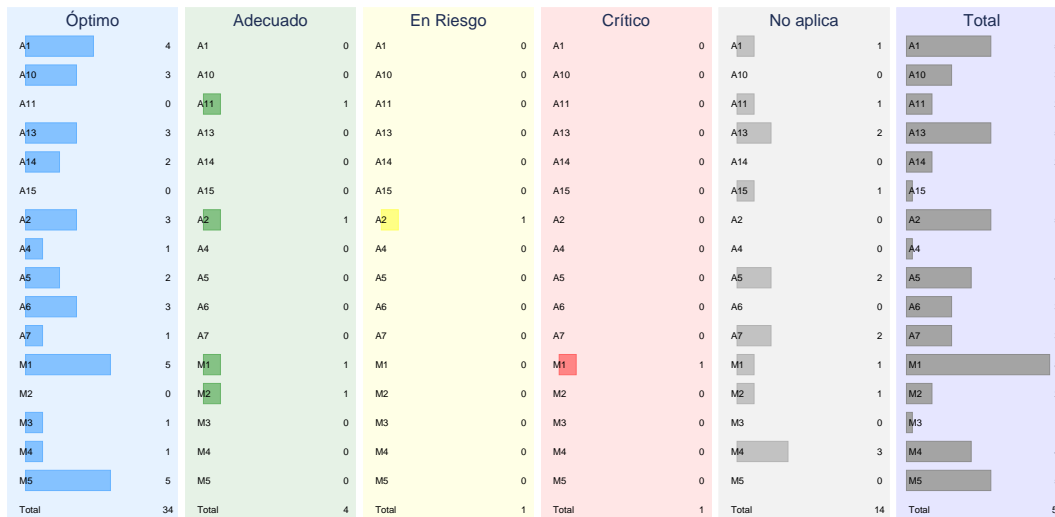 Óptimo Adecuado En Riesgo Crítico No aplica Total
A1 4 A1 0 A1 0 A1 0 A1 1 A1
A10 3 A10 0 A10 0 A10 0 A10 0 A10
A11 0 A11 1 A11 0 A11 0 A11 1 A11
A13 3 A13 0 A13 0 A13 0 A13 2 A13
A14 2 A14 0 A14 0 A14 0 A14 0 A14
A15 0 A15 0 A15 0 A15 0 A15 1 A15
A2 3 A2 1 A2 1 A2 0 A2 0 A2
A4 1 A4 0 A4 0 A4 0 A4 0 A4
A5 2 A5 0 A5 0 A5 0 A5 2 A5
A6 3 A6 0 A6 0 A6 0 A6 0 A6
A7 1 A7 0 A7 0 A7 0 A7 2 A7
M1 5 M1 1 M1 0 M1 1 M1 1 M1
M2 0 M2 1 M2 0 M2 0 M2 1 M2
M3 1 M3 0 M3 0 M3 0 M3 0 M3
M4 1 M4 0 M4 0 M4 0 M4 3 M4
M5 5 M5 0 M5 0 M5 0 M5 0 M5
Total 34 Total 4 Total 1 Total 1 Total 14 Total